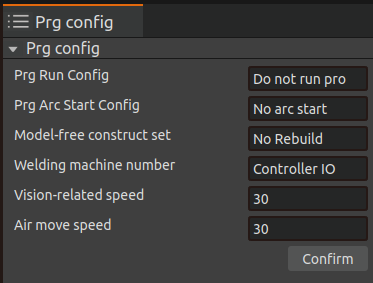 Prg config
Prg config
Prg Run Config Do not run pro
Prg Arc Start Config No arc start
Model-free construct set No Rebuild
Welding machine number Controller IO
Vision-related speed 30
Air move speed 30
Confirm